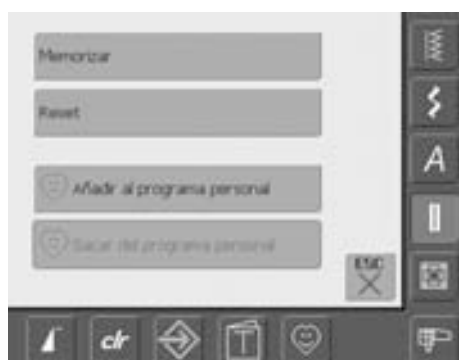 Memorizar
Reset
Añadir al programa personal
Sacar del programa personal
ESC
A
clr
T